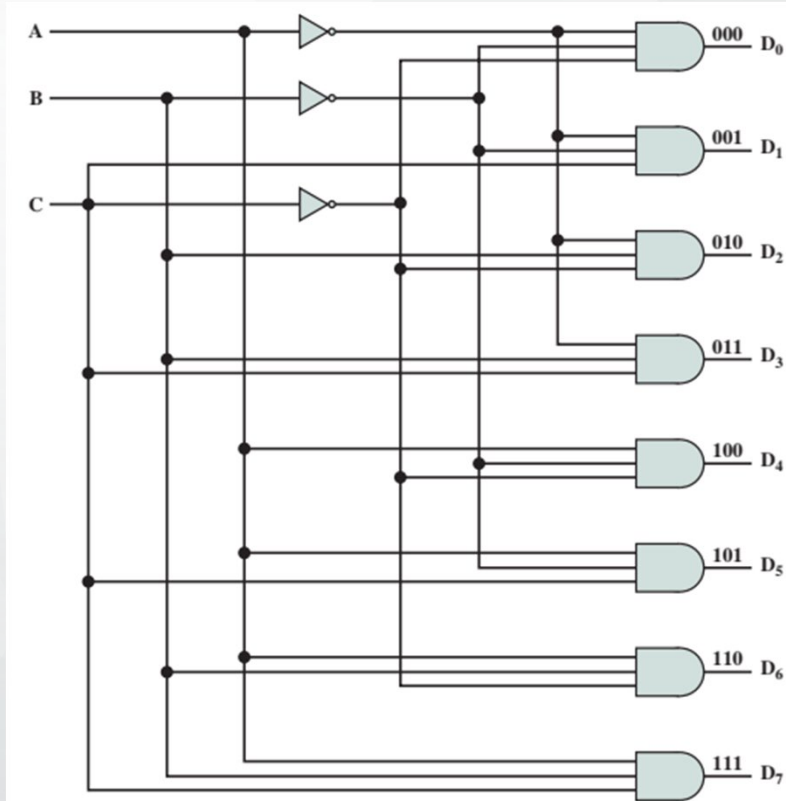 A
000 D₀
B
001 D₁
C
010 D₂
011 D₃
100 D₄
101 D₅
110 D₆
111 D₇